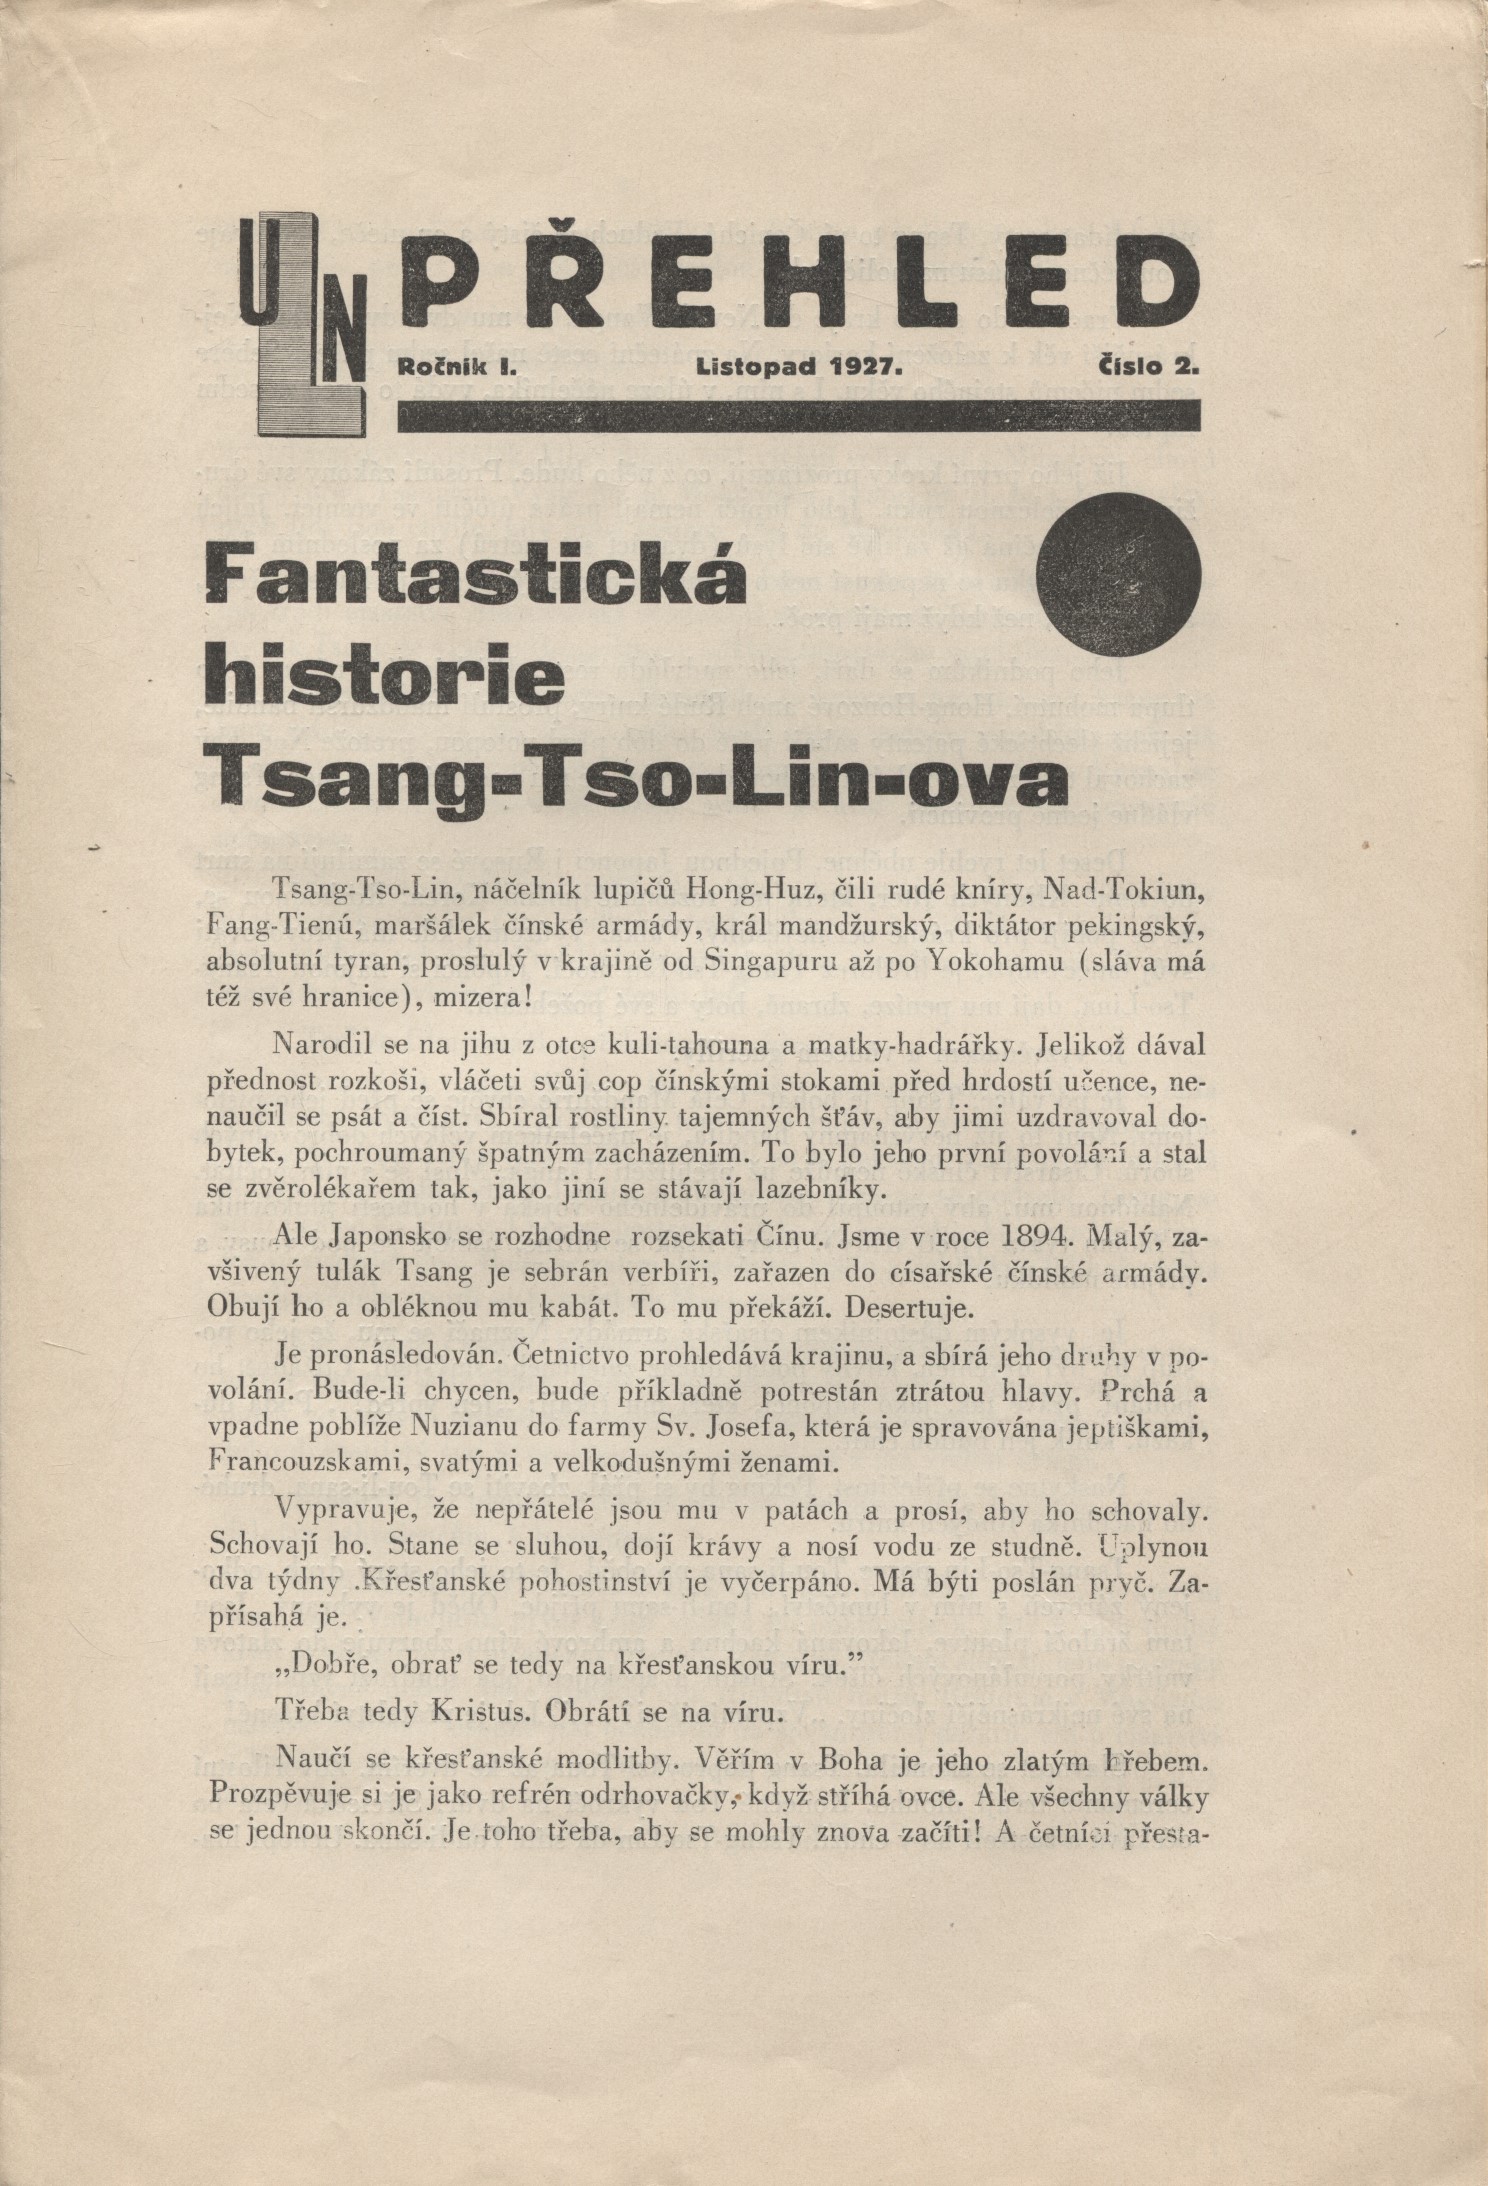 ULN PŘEHLED
Ročník I. Listopad 1927. Číslo 2.
Fantastická
historie
Tsang-Tso-Lin-ova
Tsang-Tso-Lin, náčelník lupičů Hong-Huz, čili rudé kníry, Nad-Tokiun,
Fang-Tienú, maršálek čínské armády, král mandžurský, diktátor pekingský,
absolutní tyran, proslulý v krajině od Singapuru až po Yokohamu (sláva má
též své hranice), mizera!
Narodil se na jihu z otce kuli-tahouna a matky-hadrářky. Jelikož dával
přednost rozkoši, vláčeti svůj cop čínskými stokami před hrdostí učence, ne-
naučil se psát a číst. Sbíral rostliny tajemných šťáv, aby jimi uzdravoval do-
bytek, pochroumaný špatným zacházením. To bylo jeho první povolání a stal
se zvěrolékařem tak, jako jiní se stávají lazebníky.
Ale Japonsko se rozhodne rozsekati Čínu. Jsme v roce 1894. Malý, za-
všivený tulák Tsang je sebrán verbíři, zařazen do císařské čínské armády.
Obují ho a obléknou mu kabát. To mu překáží. Desertuje.
Je pronásledován. Četnictvo prohledává krajinu, a sbírá jeho druhy v po-
volání. Bude-li chycen, bude příkladně potrestán ztrátou hlavy. Prchá a
vpadne poblíže Nuzianu do farmy Sv. Josefa, která je spravována jeptiškami,
Francouzskami, svatými a velkodušnými ženami.
Vypravuje, že nepřátelé jsou mu v patách a prosí, aby ho schovaly.
Schovají ho. Stane se sluhou, dojí krávy a nosí vodu ze studně. Uplynou
dva týdny .Křesťanské pohostinství je vyčerpáno. Má býti poslán pryč. Za-
přísahá je.
„Dobře, obrať se tedy na křesťanskou víru.”
Třeba tedy Kristus. Obrátí se na víru.
Naučí se křesťanské modlitby. Věřím v Boha je jeho zlatým hřebem.
Prozpěvuje si je jako refrén odrhovačky, když stříhá ovce. Ale všechny války
se jednou skončí. Je toho třeba, aby se mohly znova začíti! A četníci přesta-